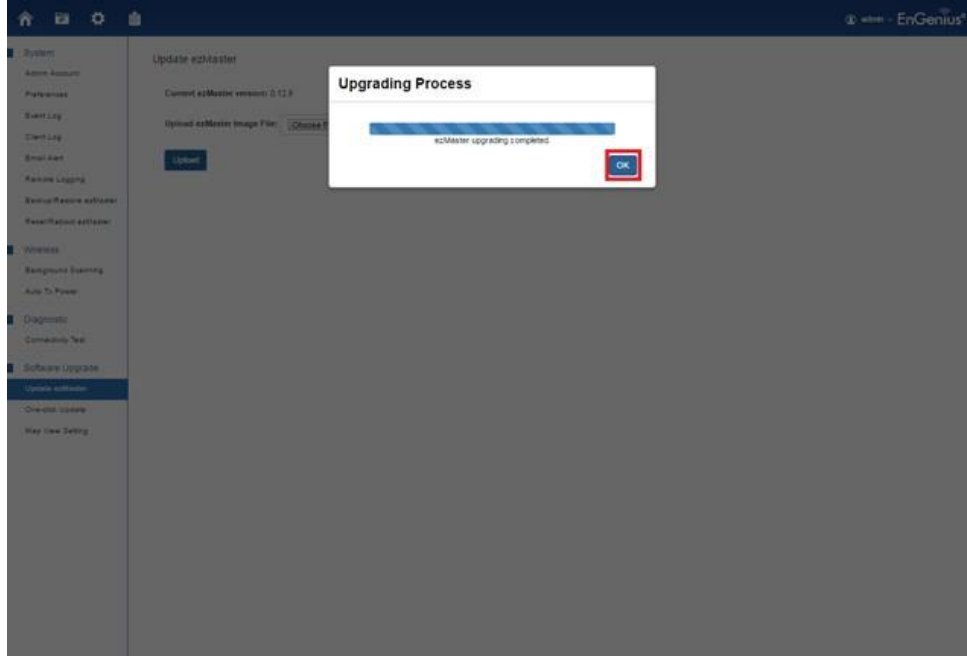 admin - EnGenius®
System
Admin Account
Preferences
Event Log
Client Log
Email Alert
Remote Logging
Backup/Restore ezMaster
Reset/Reboot ezMaster
Wireless
Background Scanning
Auto Tx Power
Diagnostic
Connectivity Test
Software Upgrade
Update ezMaster
One-click Update
Map View Setting
Update ezMaster
Current ezMaster version: 0.12.9
Upload ezMaster Image File: Choose
Upload
Upgrading Process
ezMaster upgrading completed.
OK